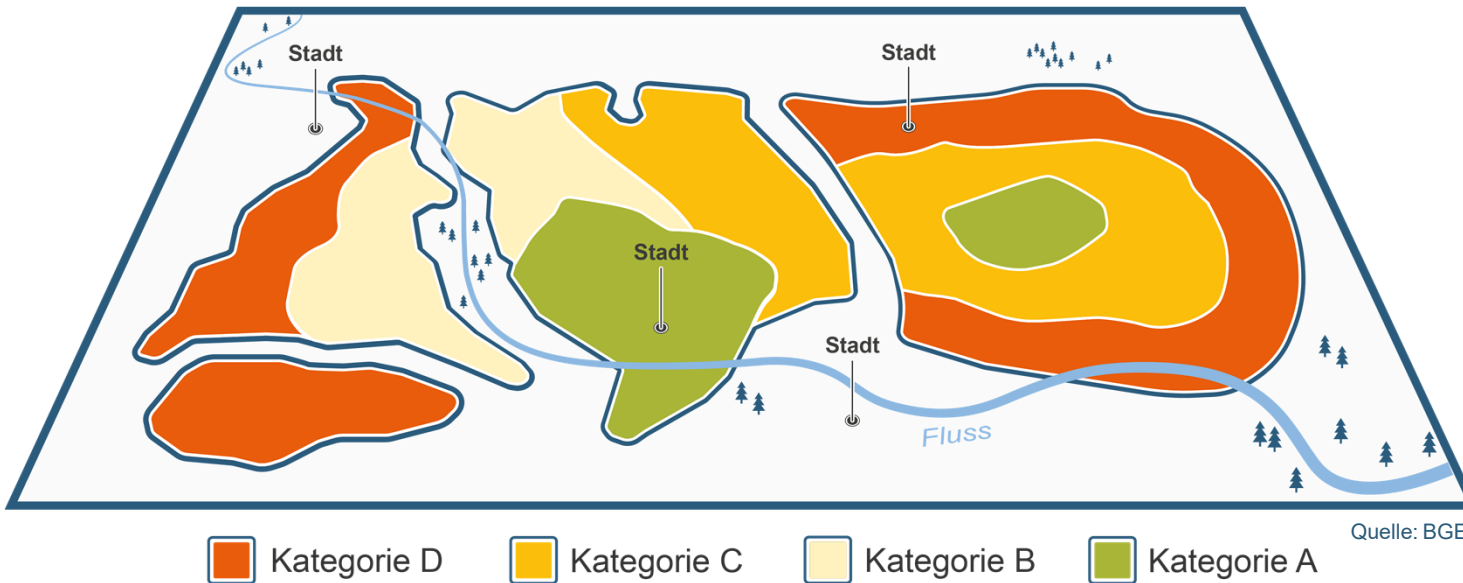 Stadt
Stadt
Stadt
Stadt
Fluss
Quelle: BGE
Kategorie D
Kategorie C
Kategorie B
Kategorie A